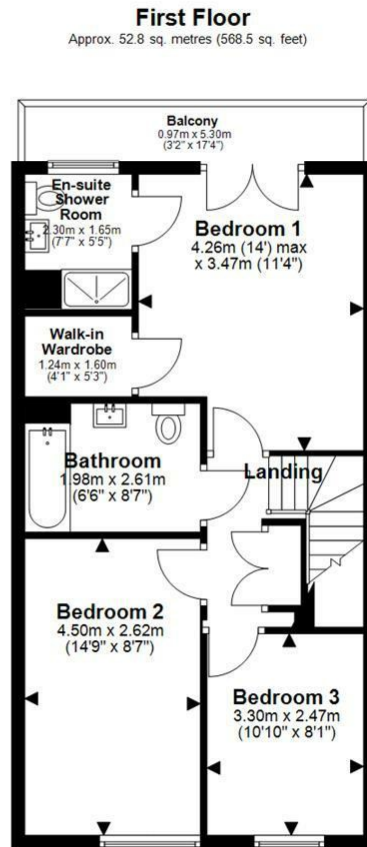 First Floor
Approx. 52.8 sq. metres (568.5 sq. feet)
Balcony
0.97m x 5.30m
(3'2" x 17'4")
En-suite
Shower
Room
2.30m x 1.65m
(7'7" x 5'5")
Bedroom 1
4.26m (14') max
x 3.47m (11'4")
Walk-in
Wardrobe
1.24m x 1.60m
(4'1" x 5'3")
Bathroom
1.98m x 2.61m
(6'6" x 8'7")
Landing
Bedroom 2
4.50m x 2.62m
(14'9" x 8'7")
Bedroom 3
3.30m x 2.47m
(10'10" x 8'1")